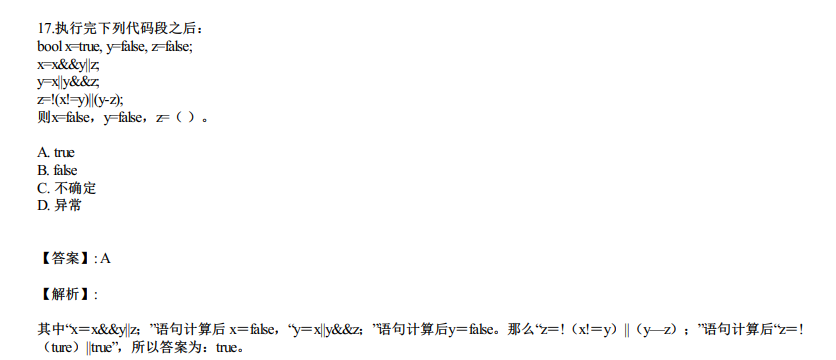 17.执行完下列代码段之后：
bool x=true, y=false, z=false;
x=x&&y||z;
y=x||y&&z;
z=!(x!=y)||(y-z);
则x=false，y=false，z=（ ）。
A. true
B. false
C. 不确定
D. 异常
【答案】: A
【解析】:
其中“x＝x&&y||z；”语句计算后 x＝false，“y＝x||y&&z；”语句计算后y＝false。那么“z＝!（x!＝y）||（y—z）；”语句计算后“z＝!
（ture）||true”，所以答案为：true。